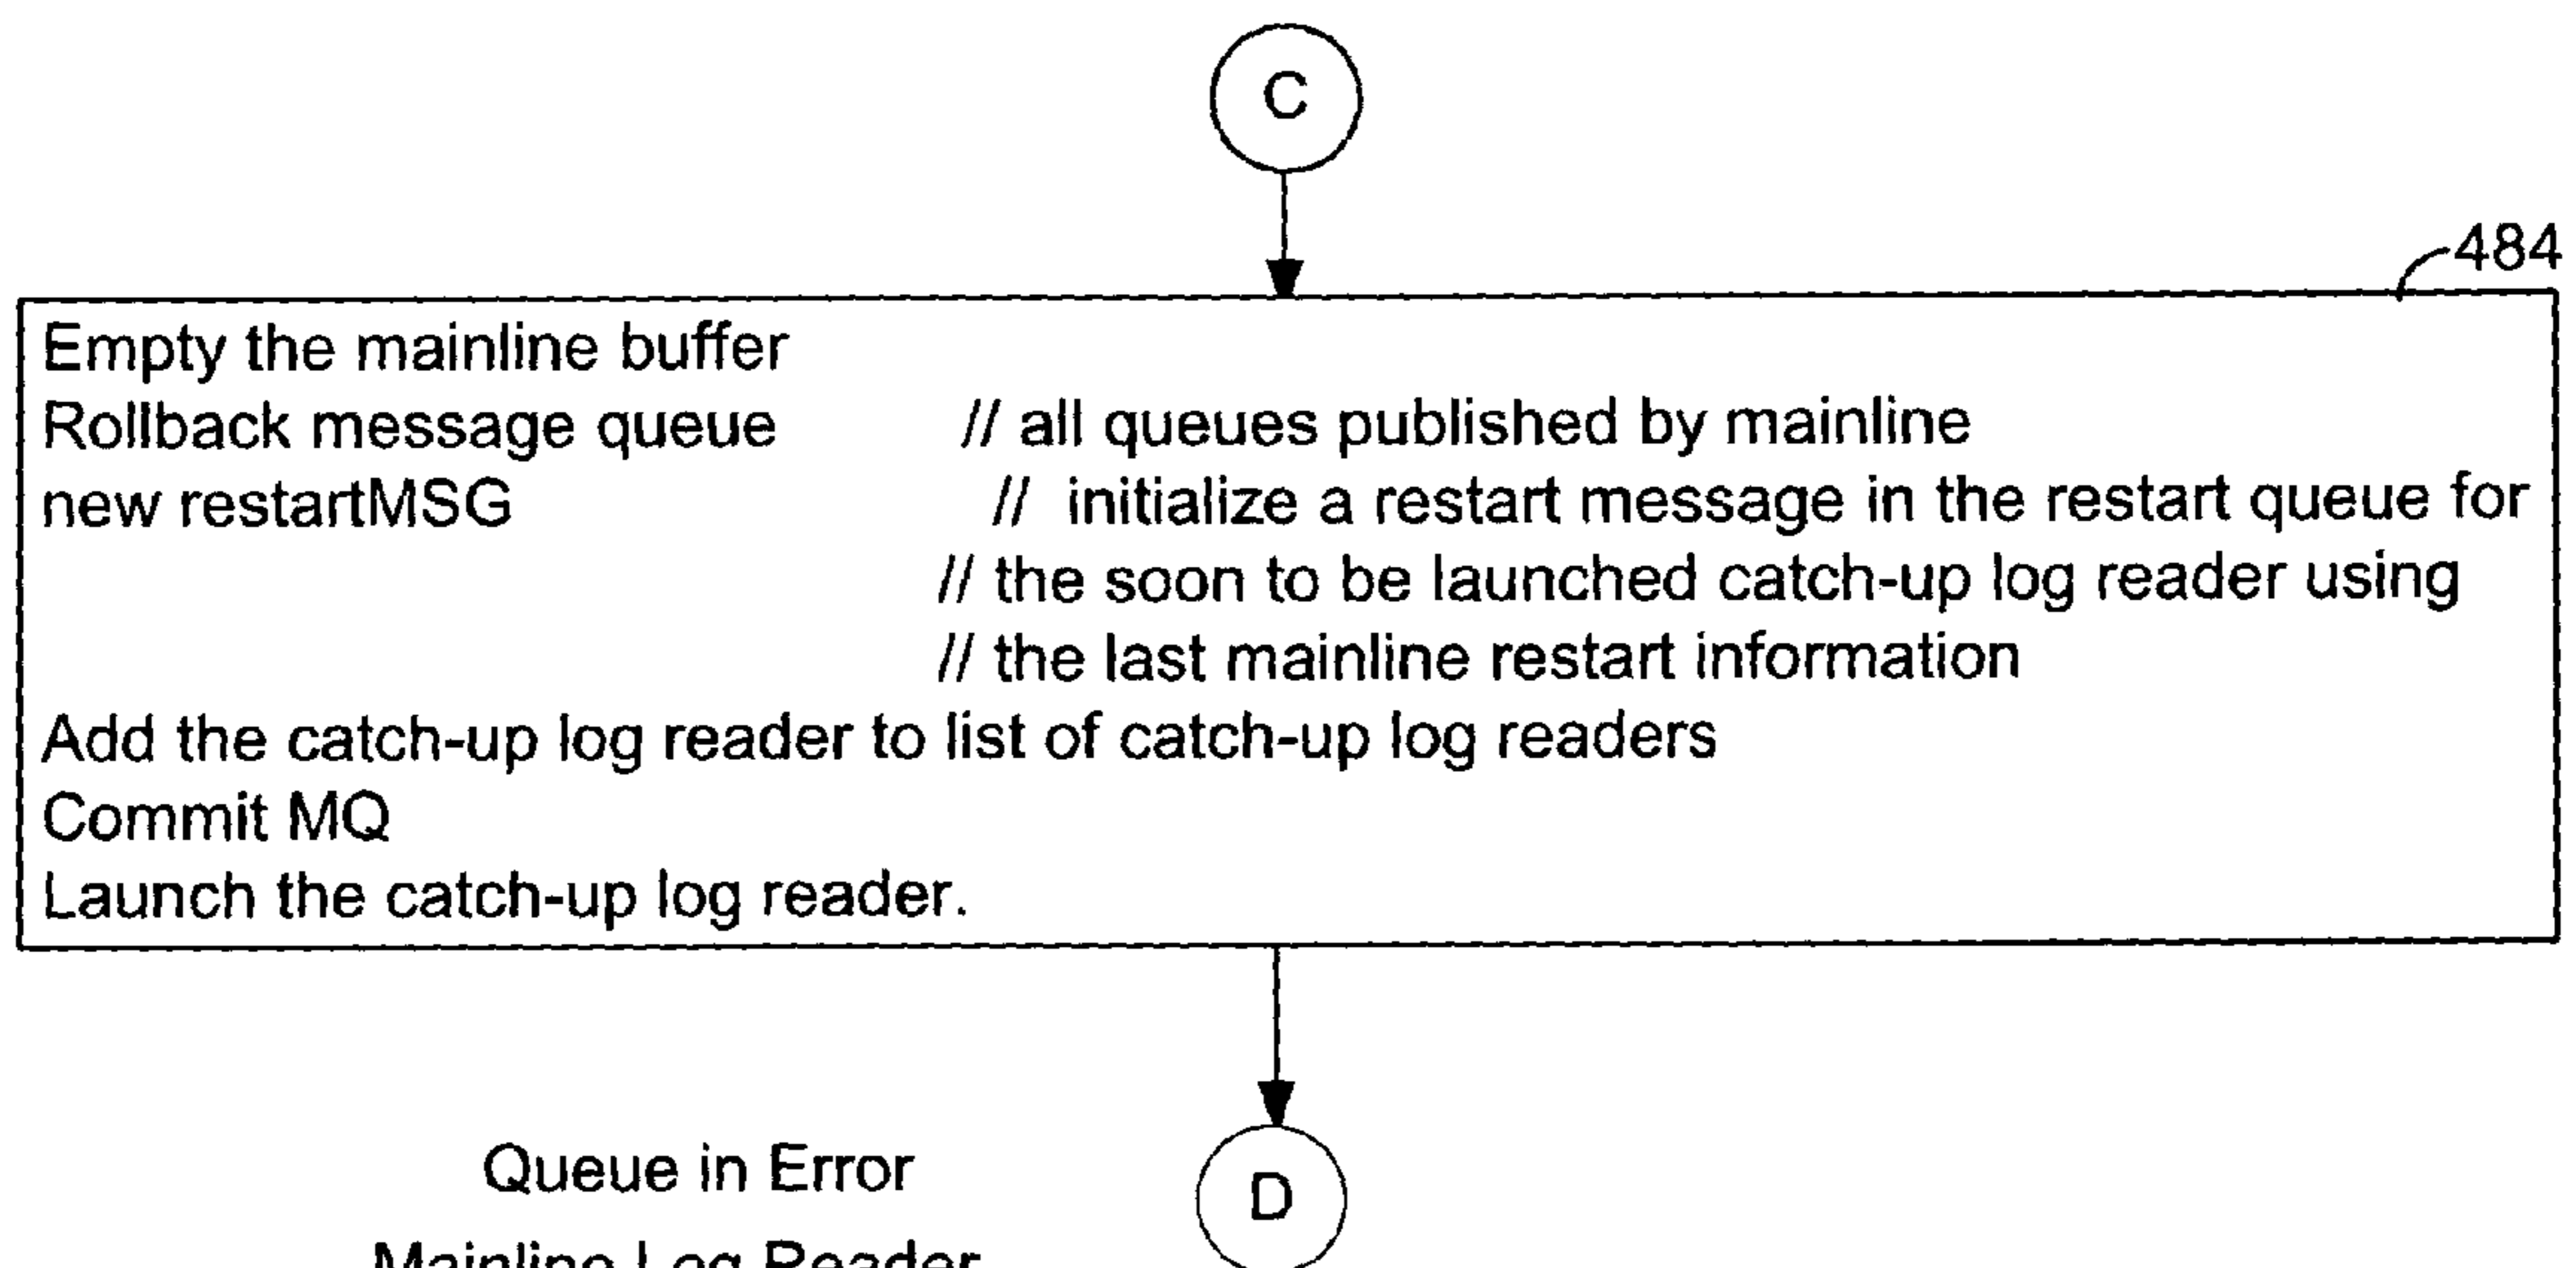 C
484
Empty the mainline buffer
Rollback message queue // all queues published by mainline
new restartMSG // initialize a restart message in the restart queue for
// the soon to be launched catch-up log reader using
// the last mainline restart information
Add the catch-up log reader to list of catch-up log readers
Commit MQ
Launch the catch-up log reader.
Queue in Error
D
Mainline Log Reader